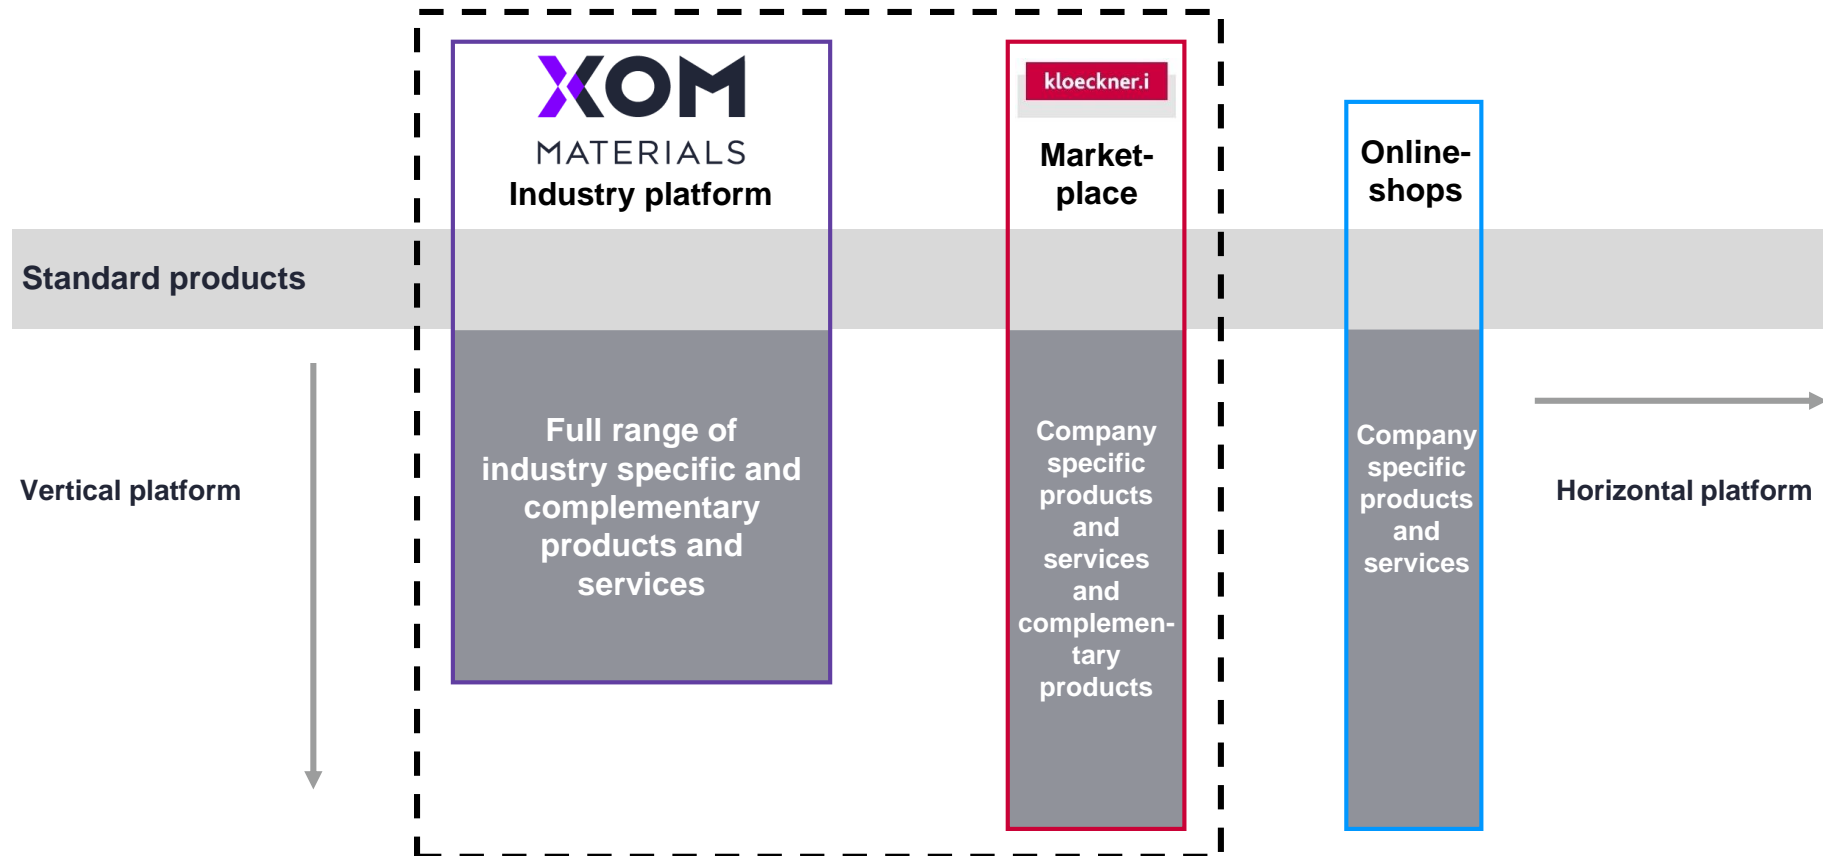 XOM
MATERIALS
Industry platform
kloeckner.i
Market-
place
Online-
shops
Standard products
Vertical platform
Full range of
industry specific and
complementary
products and
services
Company
specific
products
and
services
and
complemen-
tary
products
Company
specific
products
and
services
Horizontal platform